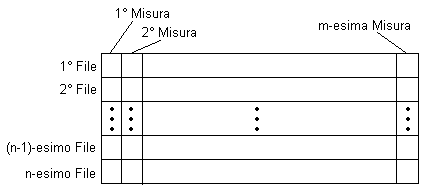 1° Misura
2° Misura
m-esima Misura
1° File
2° File
(n-1)-esimo File
n-esimo File